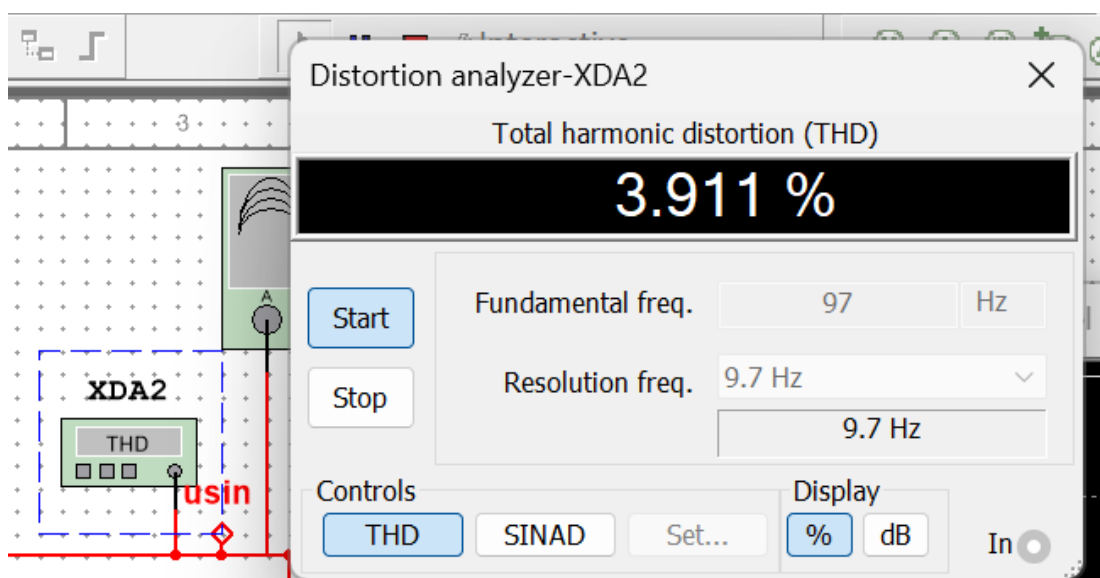 Interactive
Distortion analyzer-XDA2
3
Total harmonic distortion (THD)
3.911 %
A
Start
Fundamental freq.
97
Hz
Stop
Resolution freq.
9.7 Hz
9.7 Hz
XDA2
THD
usin
Controls
Display
THD
SINAD
Set...
%
dB
In